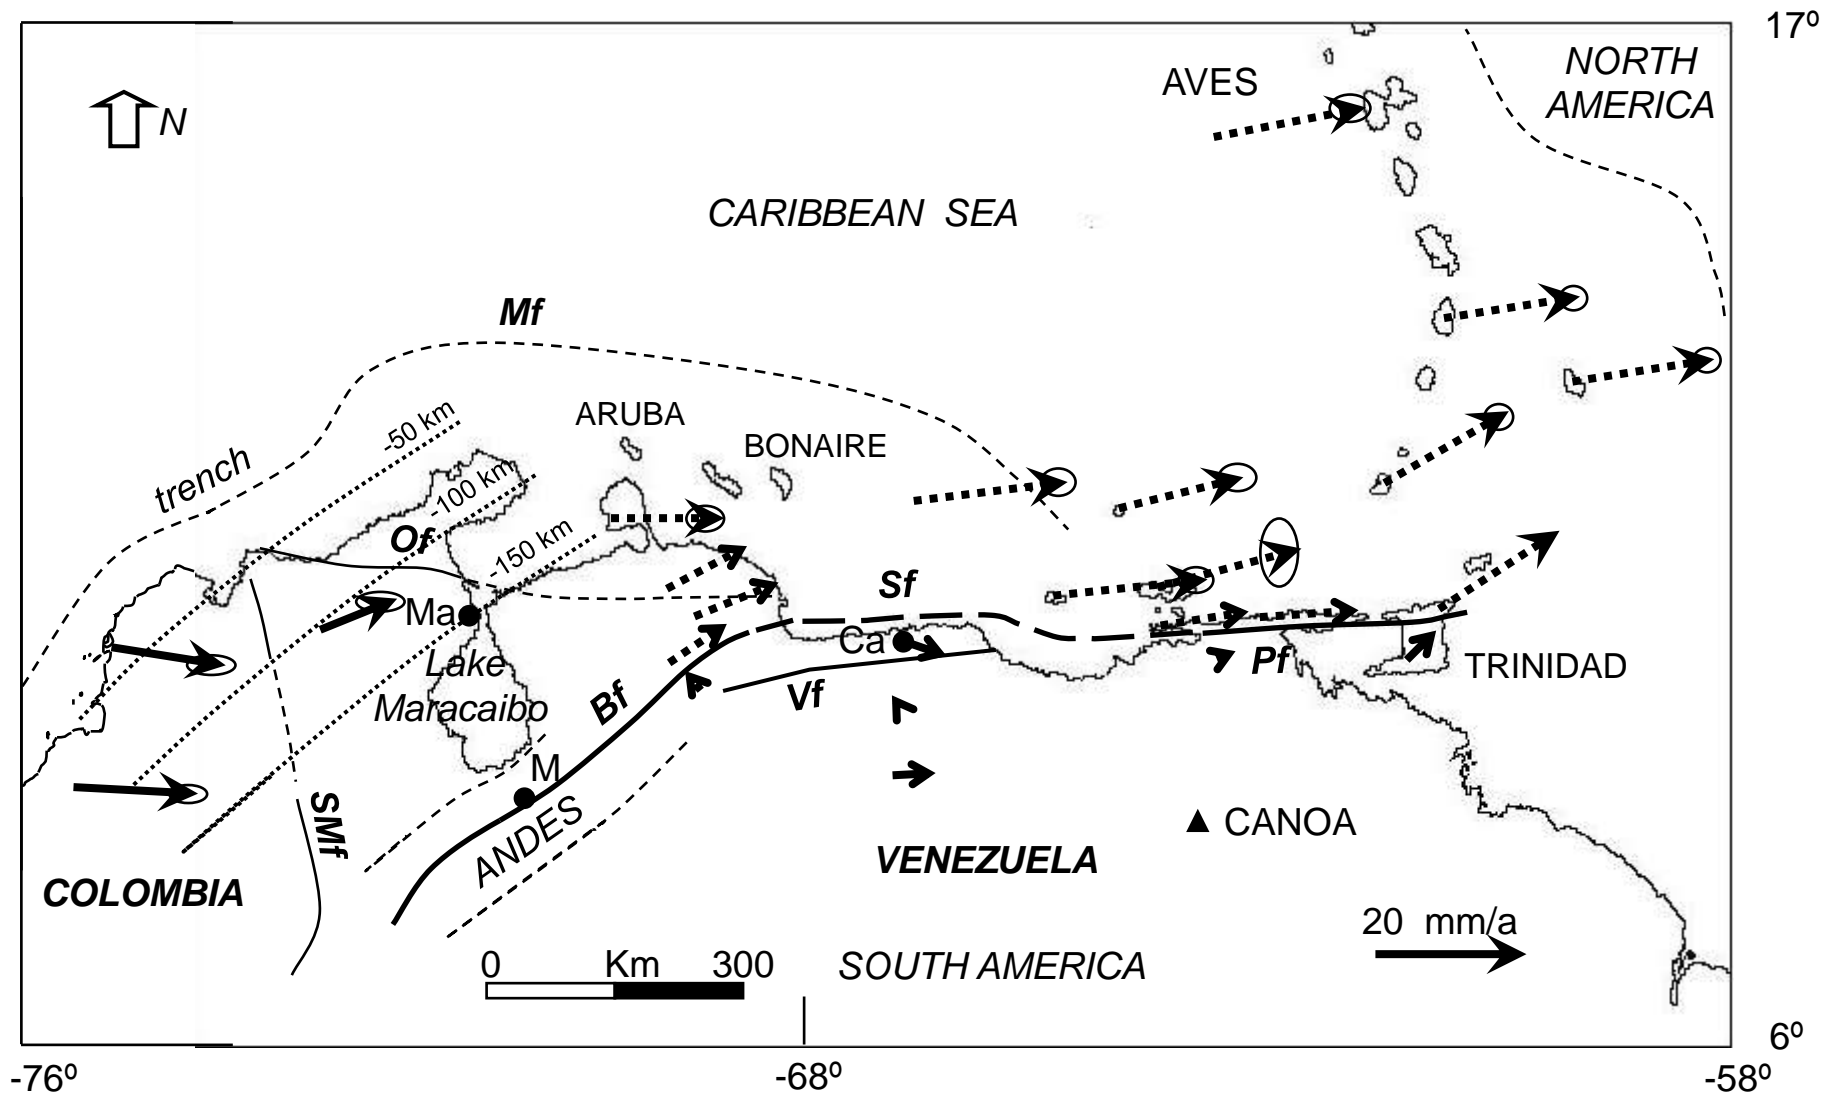 17º
NORTH
AMERICA
AVES
N
CARIBBEAN SEA
Mf
-50 km
ARUBA
BONAIRE
trench
-100 km
Of
-150 km
Sf
Ma
Ca
Lake
Maracaibo
Bf
Vf
Pf
TRINIDAD
M
SMf
ANDES
CANOA
VENEZUELA
COLOMBIA
20 mm/a
0 Km 300
SOUTH AMERICA
6º
-76º
-68º
-58º